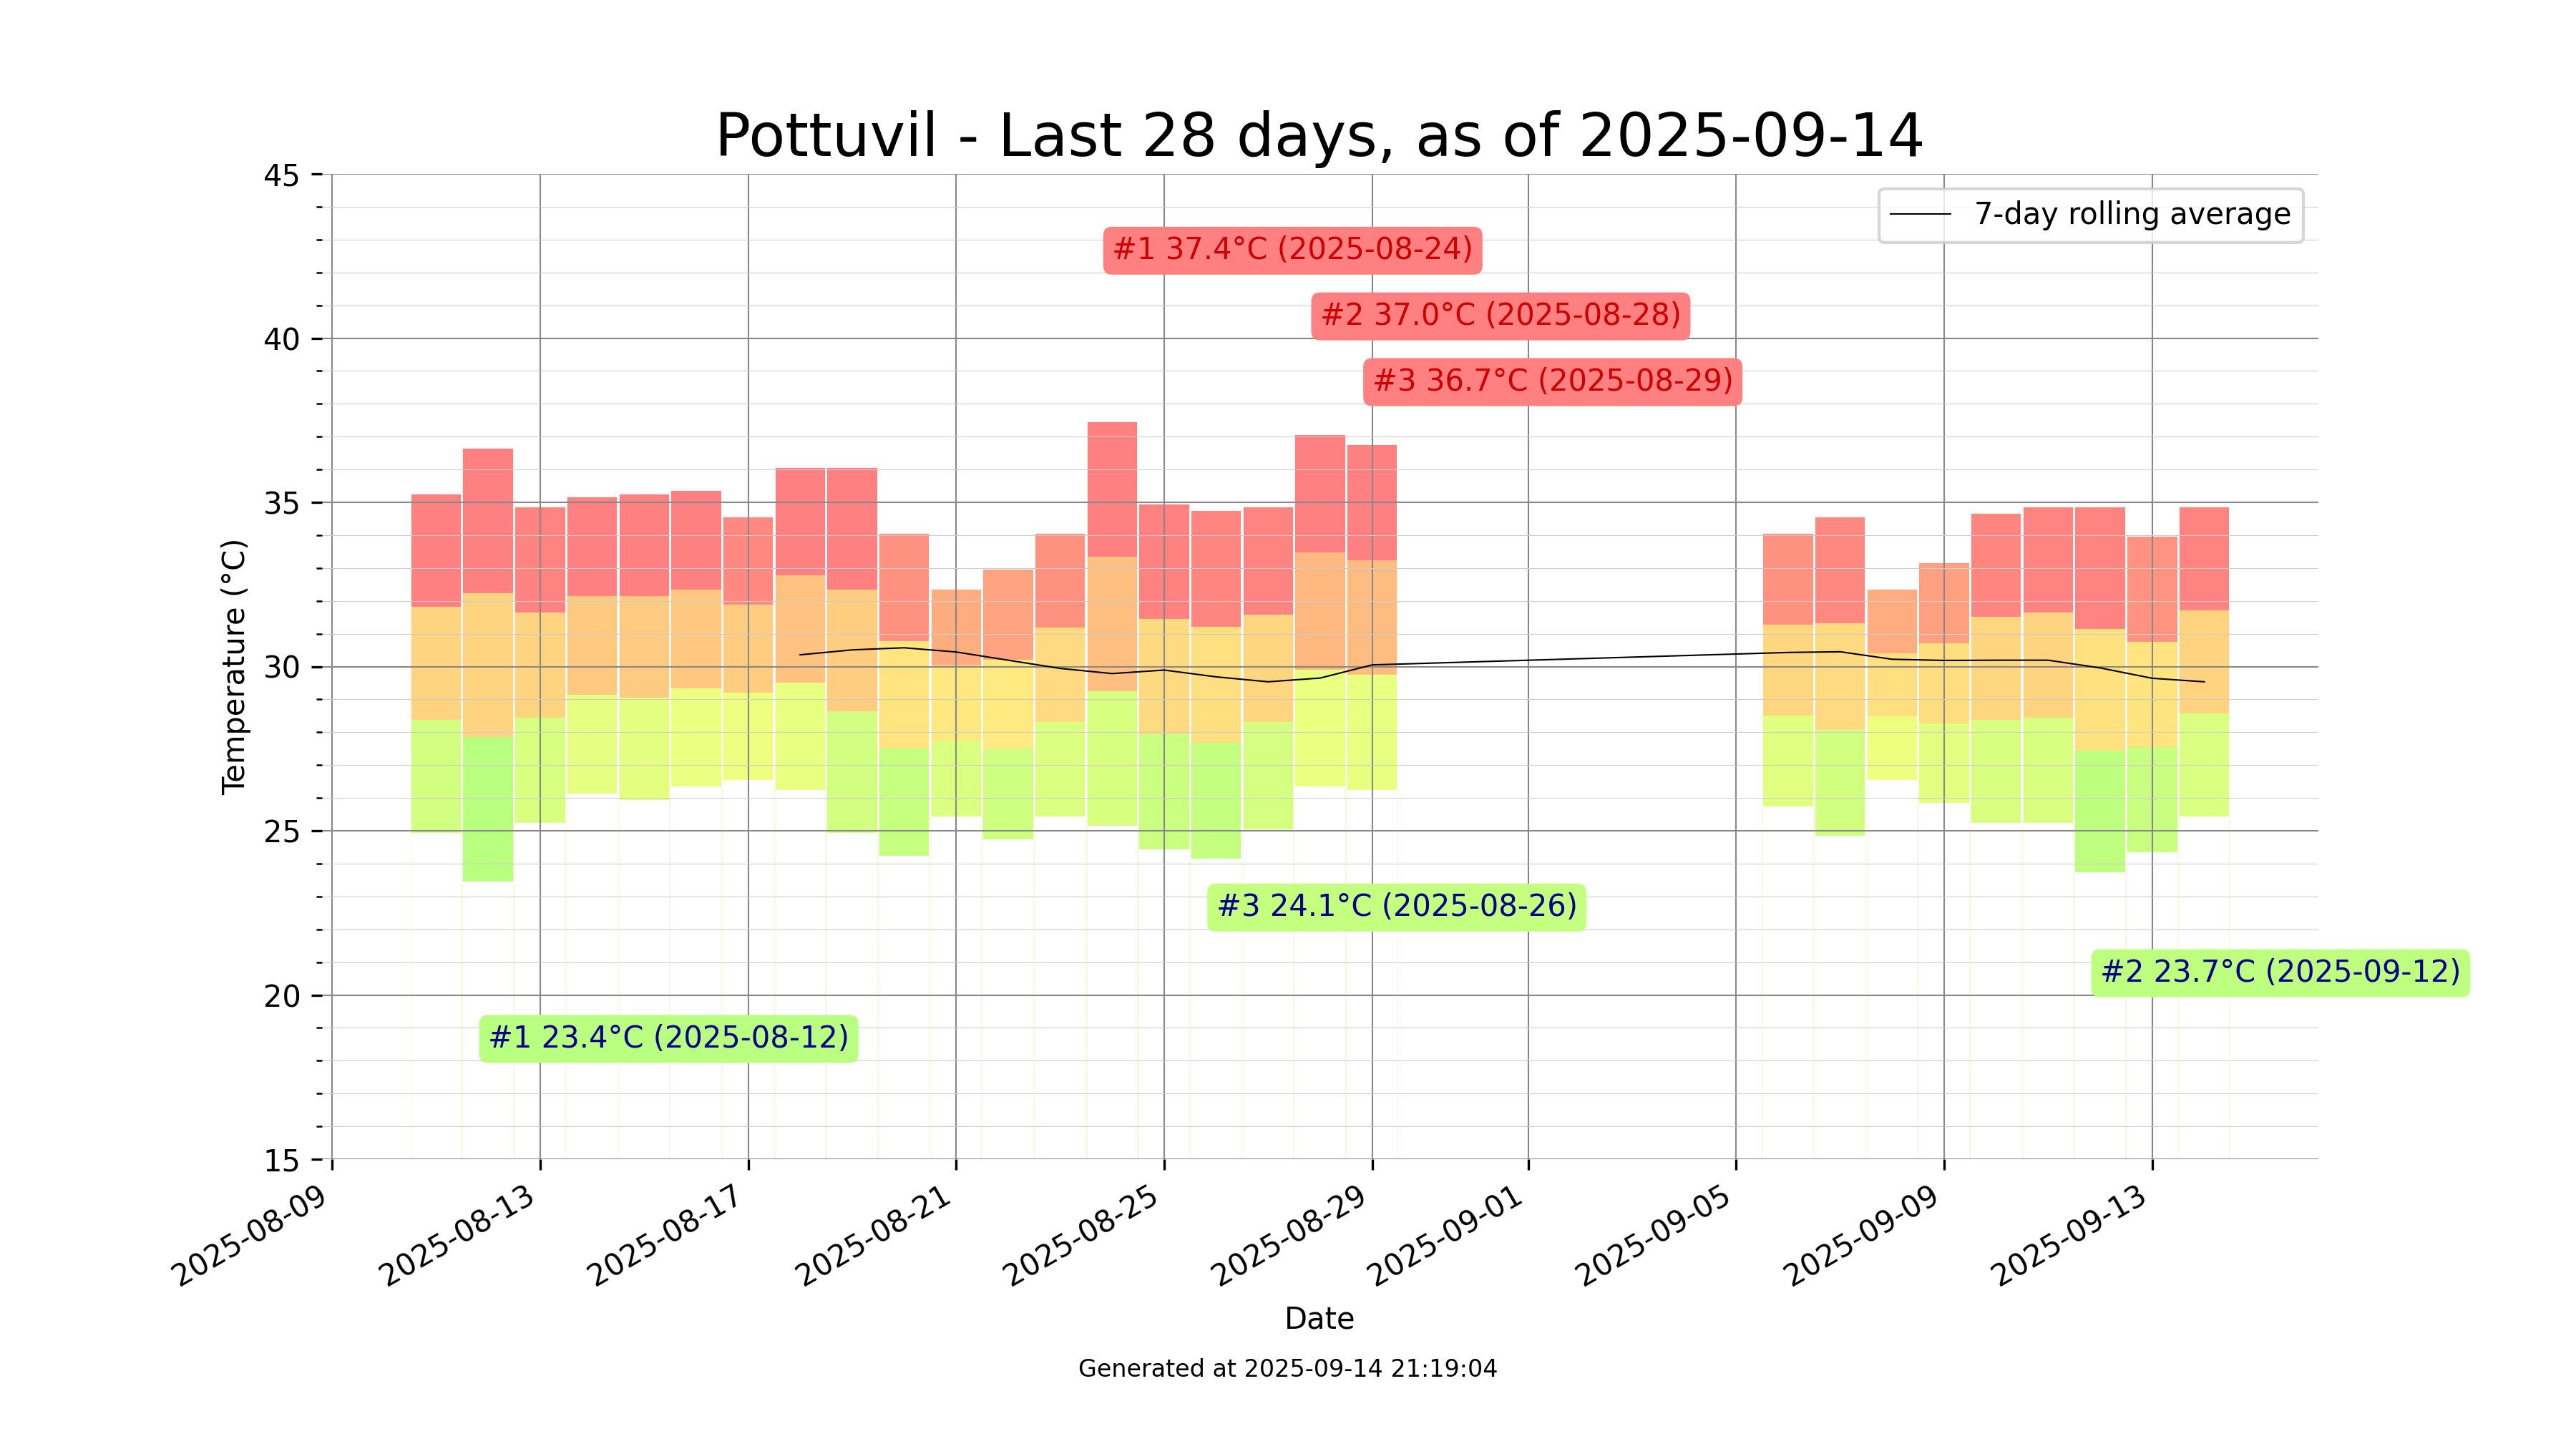 Pottuvil - Last 28 days, as of 2025-09-14
7-day rolling average
#1 37.4°C (2025-08-24)
#2 37.0°C (2025-08-28)
#3 36.7°C (2025-08-29)
#3 24.1°C (2025-08-26)
#2 23.7°C (2025-09-12)
#1 23.4°C (2025-08-12)
Temperature (°C)
45
40
35
30
25
20
15
2025-08-09
2025-08-13
2025-08-17
2025-08-21
2025-08-25
2025-08-29
2025-09-01
2025-09-05
2025-09-09
2025-09-13
Date
Generated at 2025-09-14 21:19:04